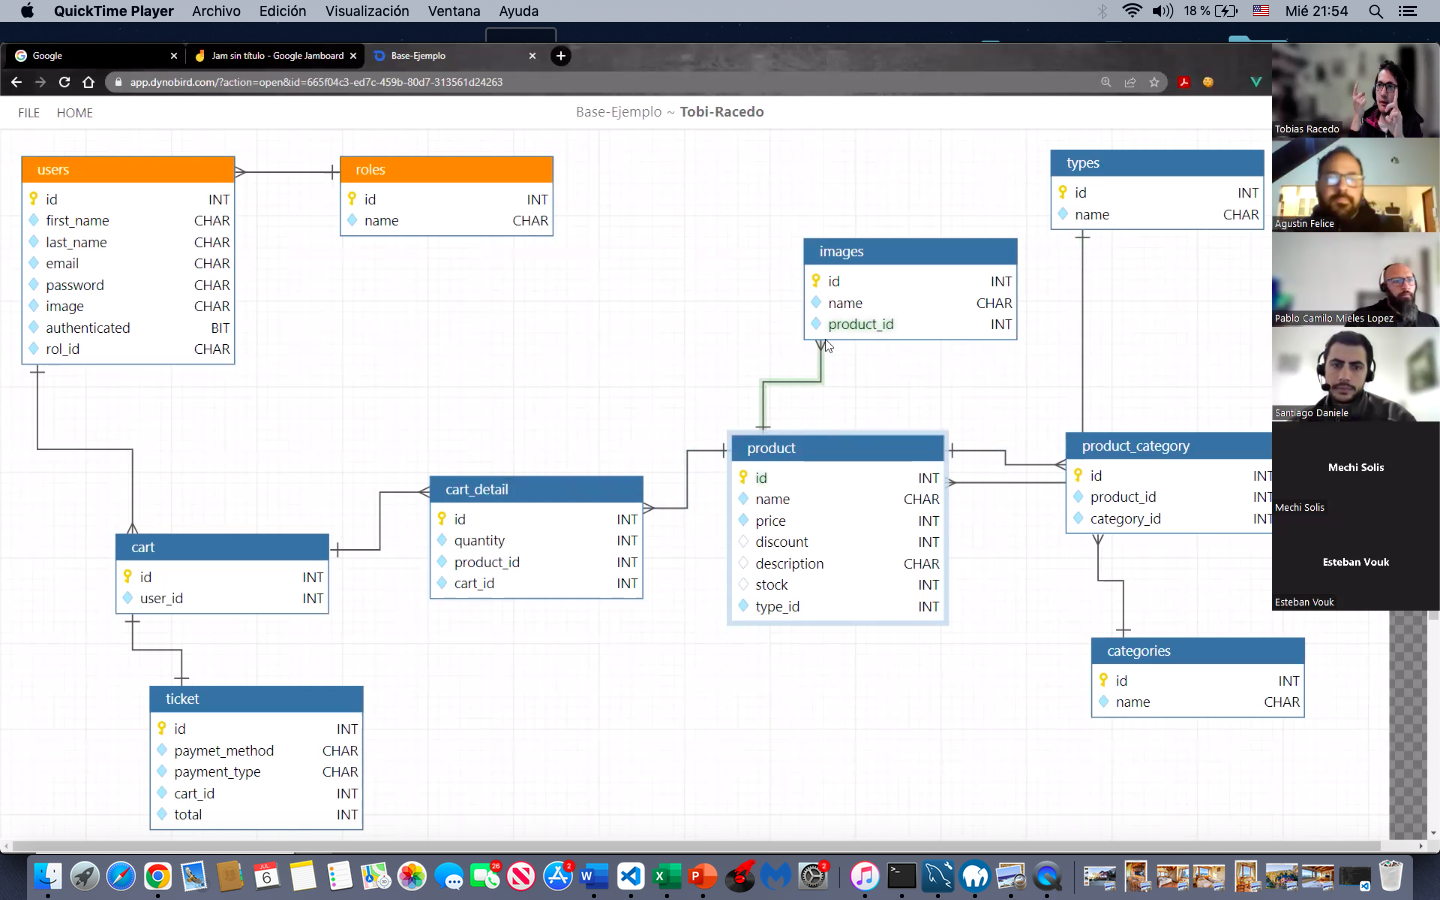 QuickTime Player Archivo Edición Visualización Ventana Ayuda 18 % Mié 21:54
Google Jam sin título - Google Jamboard Base-Ejemplo
app.dynobird.com/?action=open&id=665f04c3-ed7c-459b-80d7-313561d24263
FILE HOME Base-Ejemplo ~ Tobi-Racedo
users
id INT
first_name CHAR
last_name CHAR
email CHAR
password CHAR
image CHAR
authenticated BIT
rol_id CHAR
roles
id INT
name CHAR
types
id INT
name CHAR
images
id INT
name CHAR
product_id INT
product
id INT
name CHAR
price INT
discount INT
description CHAR
stock INT
type_id INT
product_category
id INT
product_id INT
category_id INT
cart_detail
id INT
quantity INT
product_id INT
cart_id INT
cart
id INT
user_id INT
categories
id INT
name CHAR
ticket
id INT
paymet_method CHAR
payment_type CHAR
cart_id INT
total INT
Tobias Racedo
Agustin Felice
Pablo Camilo Mieles Lopez
Santiago Daniele
Mechi Solis
Mechi Solis
Esteban Vouk
Esteban Vouk
JUL
6
26
2
2